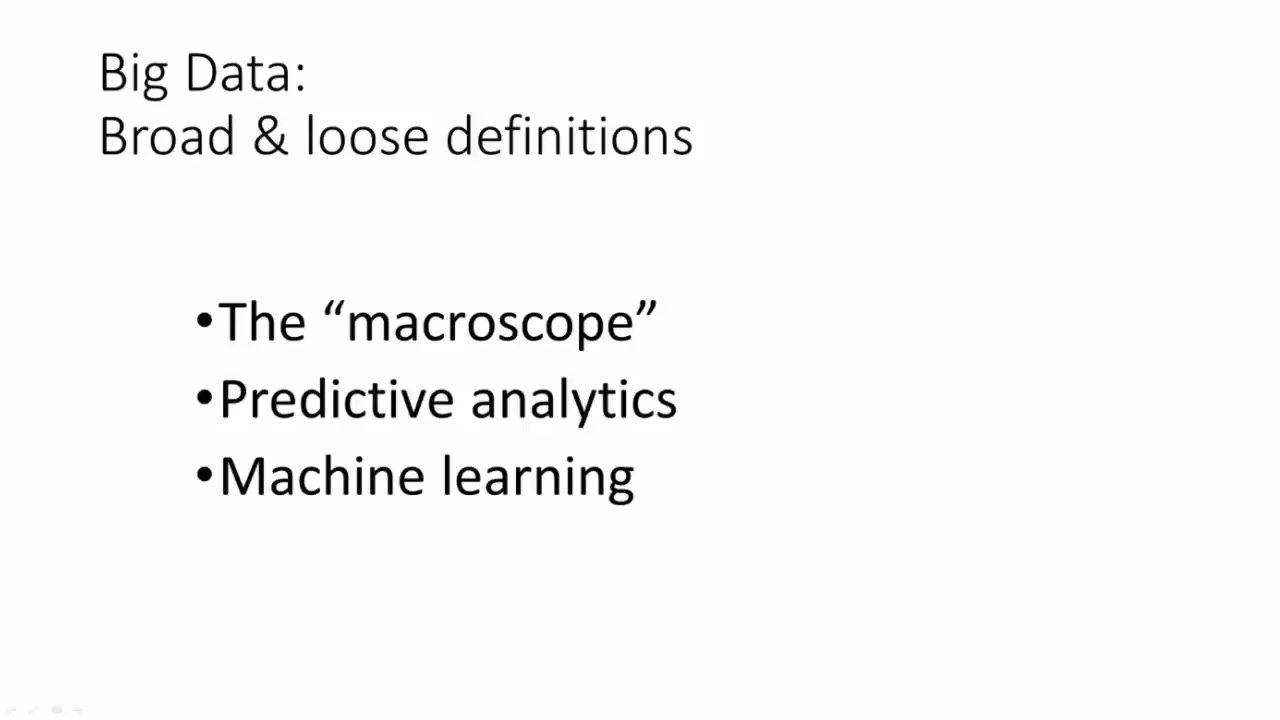 Big Data:
Broad & loose definitions
•The “macroscope”
•Predictive analytics
•Machine learning